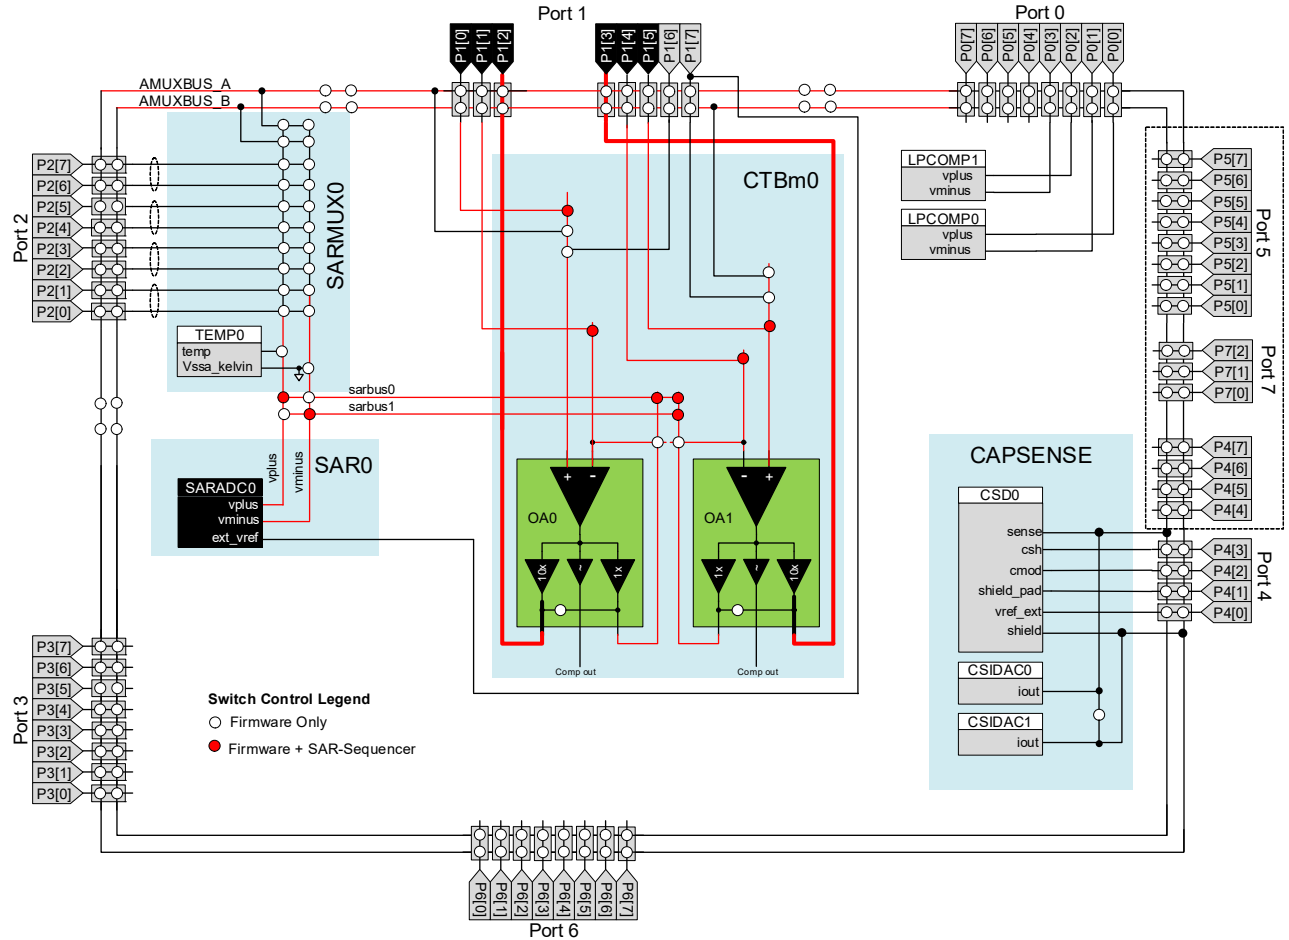 Port 1
Port 0
P1[0]
P1[1]
P1[2]
P1[3]
P1[4]
P1[5]
P1[6]
P1[7]
P0[7]
P0[6]
P0[5]
P0[4]
P0[3]
P0[2]
P0[1]
P0[0]
AMUXBUS_A
AMUXBUS_B
Port 2
P2[7]
P2[6]
P2[5]
P2[4]
P2[3]
P2[2]
P2[1]
P2[0]
SARMUX0
TEMP0
temp
Vssa_kelvin
sarbus0
sarbus1
SAR0
vplus
vminus
SARADC0
vplus
vminus
ext_vref
CTBm0
+
-
OA0
10x
~
1x
Comp out
-
+
OA1
1x
~
10x
Comp out
LPCOMP1
vplus
vminus
LPCOMP0
vplus
vminus
P5[7]
P5[6]
P5[5]
P5[4]
P5[3]
P5[2]
P5[1]
P5[0]
Port 5
P7[2]
P7[1]
P7[0]
Port 7
P4[7]
P4[6]
P4[5]
P4[4]
P4[3]
P4[2]
P4[1]
P4[0]
Port 4
CAPSENSE
CSD0
sense
csh
cmod
shield_pad
vref_ext
shield
CSIDAC0
iout
CSIDAC1
iout
Port 3
P3[7]
P3[6]
P3[5]
P3[4]
P3[3]
P3[2]
P3[1]
P3[0]
Switch Control Legend
Firmware Only
Firmware + SAR-Sequencer
P6[0]
P6[1]
P6[2]
P6[3]
P6[4]
P6[5]
P6[6]
P6[7]
Port 6